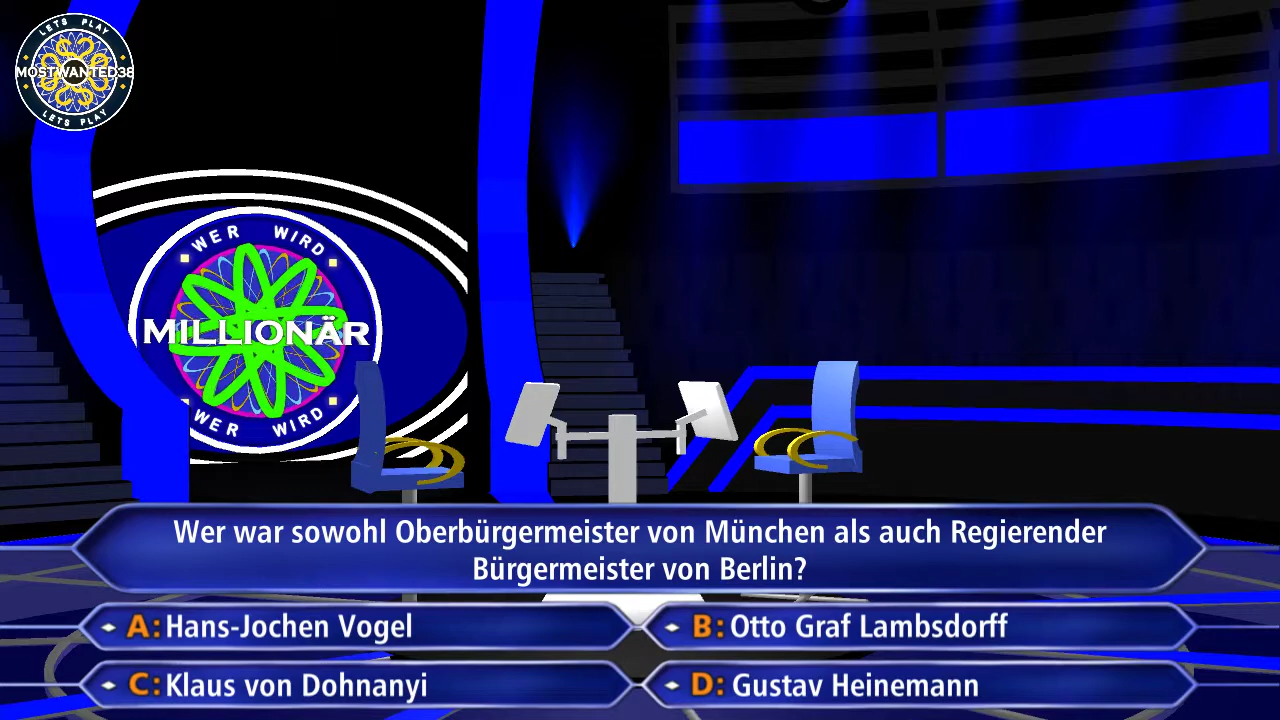 LETS PLAY
MOSTWANTED38
LETS PLAY
WER WIRD
MILLIONÄR
WER WIRD
Wer war sowohl Oberbürgermeister von München als auch Regierender
Bürgermeister von Berlin?
A: Hans-Jochen Vogel
B: Otto Graf Lambsdorff
C: Klaus von Dohnanyi
D: Gustav Heinemann